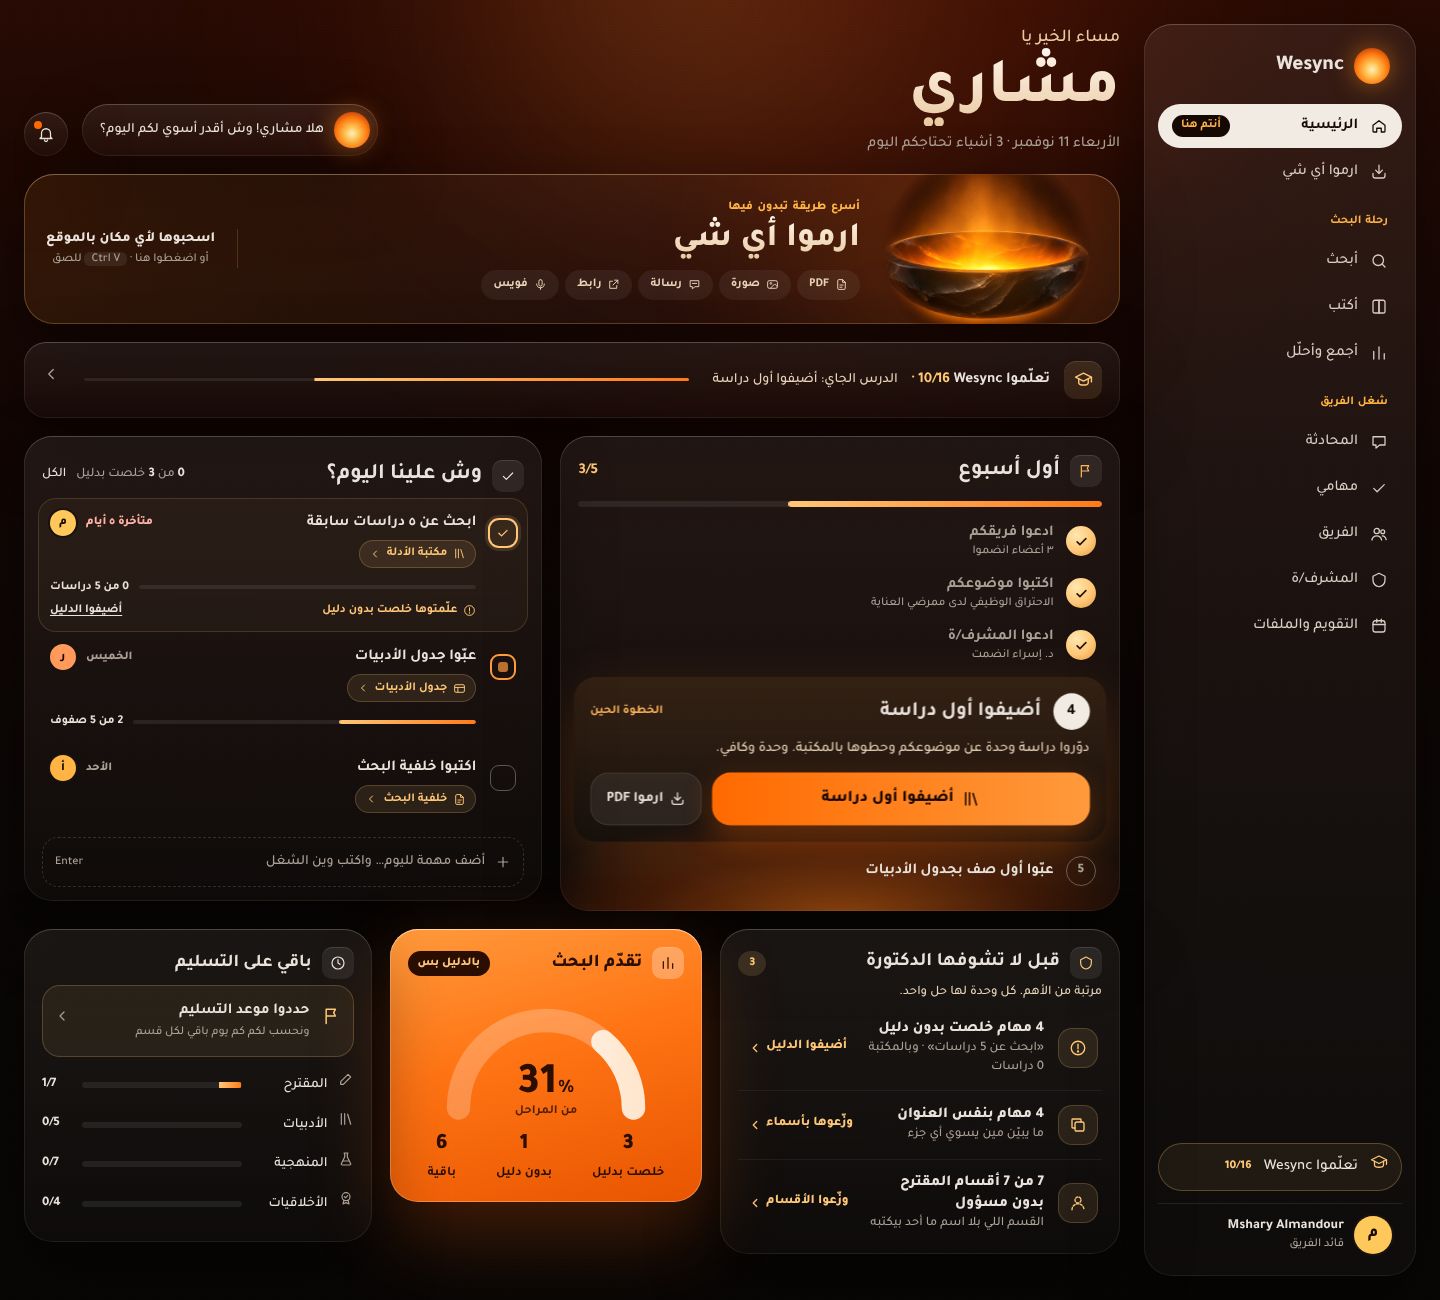 Wesync
الرئيسية
أنتم هنا
ارموا أي شي
رحلة البحث
أبحث
أكتب
أجمع وأحلّل
شغل الفريق
المحادثة
مهامي
الفريق
المشرف/ة
التقويم والملفات
تعلّموا Wesync 10/16
Mshary Almandour
قائد الفريق
م
مساء الخير يا
مشاري
الأربعاء 11 نوفمبر · 3 أشياء تحتاجكم اليوم
هلا مشاري! وش أقدر أسوي لكم اليوم؟
أسرع طريقة تبدون فيها
ارموا أي شي
PDF
صورة
رسالة
رابط
فويس
اسحبوها لأي مكان بالموقع
أو اضغطوا هنا · Ctrl V للصق
تعلّموا Wesync 10/16 · الدرس الجاي: أضيفوا أول دراسة
أول أسبوع
3/5
ادعوا فريقكم
٣ أعضاء انضموا
اكتبوا موضوعكم
الاحتراق الوظيفي لدى ممرضي العناية
ادعوا المشرف/ة
د. إسراء انضمت
4
أضيفوا أول دراسة
الخطوة الحين
دوّروا دراسة وحدة عن موضوعكم وحطوها بالمكتبة. وحدة وكافي.
أضيفوا أول دراسة
ارموا PDF
5
عبّوا أول صف بجدول الأدبيات
وش علينا اليوم؟
0 من 3 خلصت بدليل
الكل
ابحث عن ٥ دراسات سابقة
متأخرة ٥ أيام
م
مكتبة الأدلة
0 من 5 دراسات
علّمتوها خلصت بدون دليل
أضيفوا الدليل
عبّوا جدول الأدبيات
الخميس
ر
جدول الأدبيات
2 من 5 صفوف
اكتبوا خلفية البحث
الأحد
أ
خلفية البحث
أضف مهمة لليوم… واكتب وين الشغل
Enter
قبل لا تشوفها الدكتورة
3
مرتبة من الأهم. كل وحدة لها حل واحد.
4 مهام خلصت بدون دليل
«ابحث عن 5 دراسات» · وبالمكتبة
0 دراسات
أضيفوا الدليل
4 مهام بنفس العنوان
ما يبيّن مين يسوي أي جزء
وزّعوها بأسماء
7 من 7 أقسام المقترح
بدون مسؤول
القسم اللي بلا اسم ما أحد بيكتبه
وزّعوا الأقسام
تقدّم البحث
بالدليل بس
31%
من المراحل
3
خلصت بدليل
1
بدون دليل
6
باقية
باقي على التسليم
حددوا موعد التسليم
ونحسب لكم كم يوم باقي لكل قسم
المقترح
1/7
الأدبيات
0/5
المنهجية
0/7
الأخلاقيات
0/4